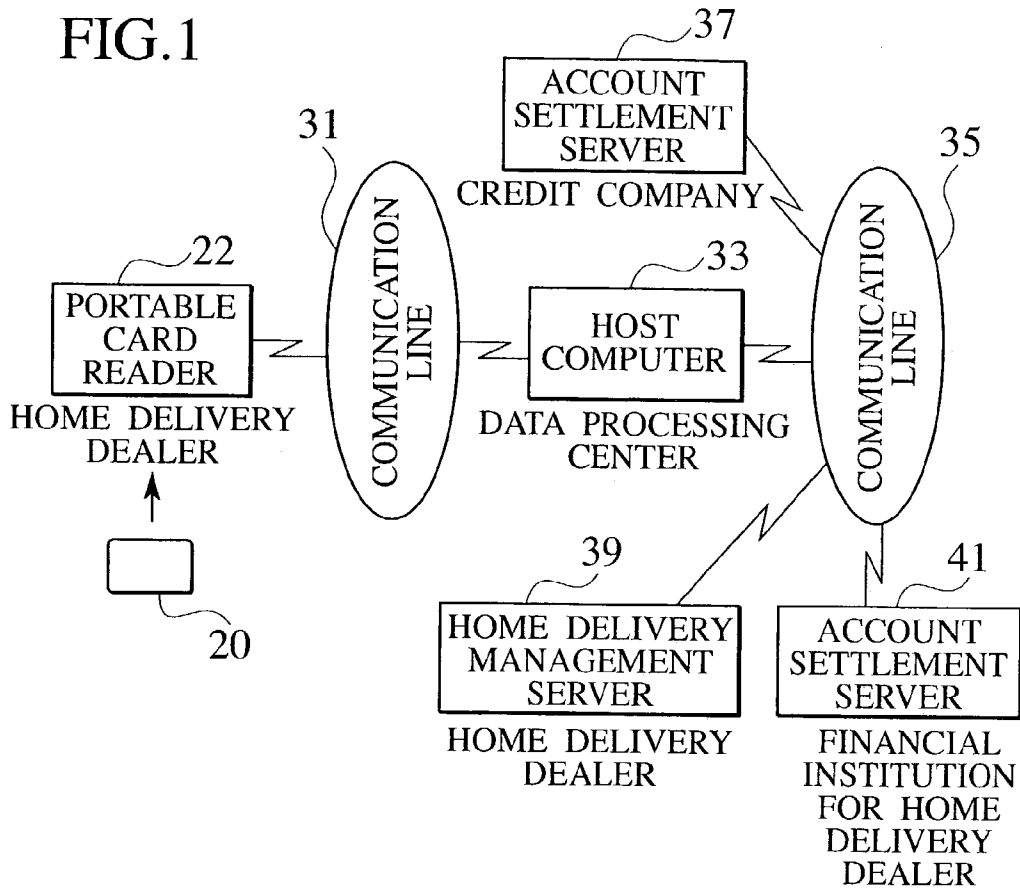 FIG.1
37
ACCOUNT
SETTLEMENT
SERVER
CREDIT COMPANY
31
COMMUNICATION
LINE
35
COMMUNICATION
LINE
22
PORTABLE
CARD
READER
HOME DELIVERY
DEALER
33
HOST
COMPUTER
DATA PROCESSING
CENTER
20
39
HOME DELIVERY
MANAGEMENT
SERVER
HOME DELIVERY
DEALER
41
ACCOUNT
SETTLEMENT
SERVER
FINANCIAL
INSTITUTION
FOR HOME
DELIVERY
DEALER